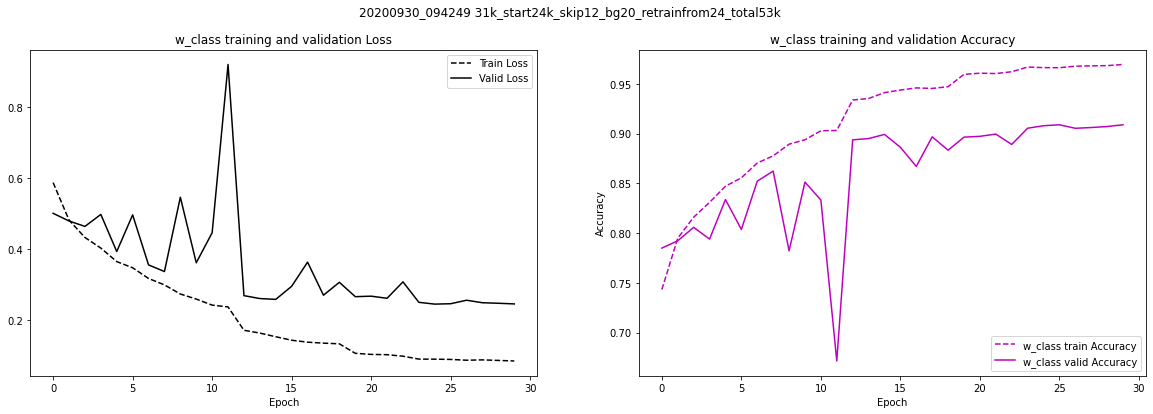 20200930_094249 31k_start24k_skip12_bg20_retrainfrom24_total53k
w_class training and validation Loss
Train Loss
Valid Loss
0.8
0.6
0.4
0.2
0 5 10 15 20 25 30
Epoch
w_class training and validation Accuracy
Accuracy
0.95
0.90
0.85
0.80
0.75
0.70
w_class train Accuracy
w_class valid Accuracy
0 5 10 15 20 25 30
Epoch